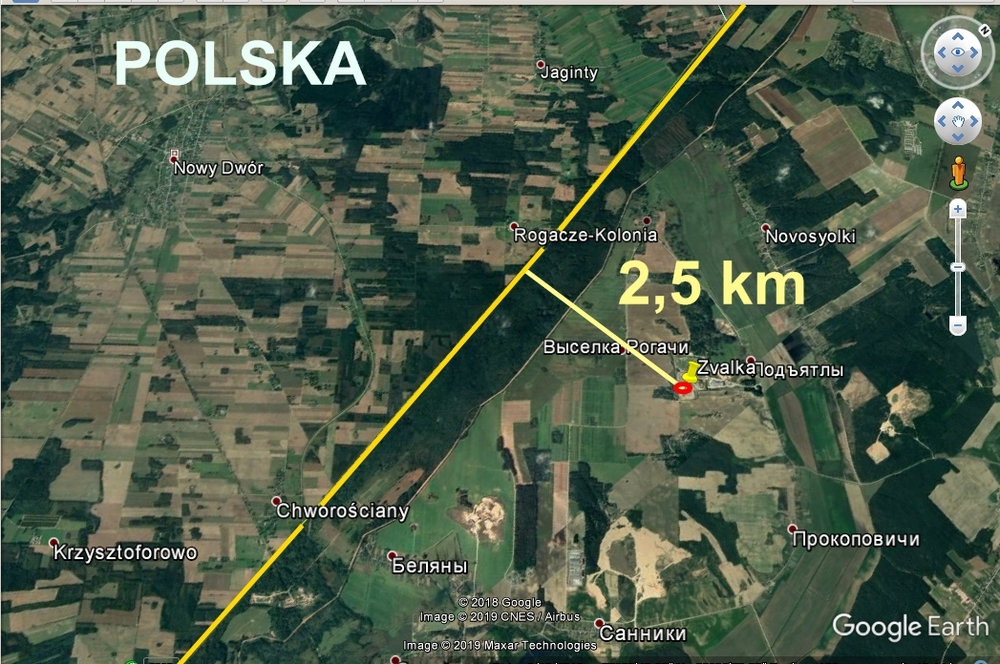 POLSKA
Jaginty
N
Nowy Dwór
Rogacze-Kolonia
Novosyolki
2,5 km
Выселка Рогачи
Zvalka
Подъятлы
Chworościany
Krzysztoforowo
Прокоповичи
Беляны
© 2018 Google
Image © 2019 CNES / Airbus
Санники
Google Earth
Image © 2019 Maxar Technologies